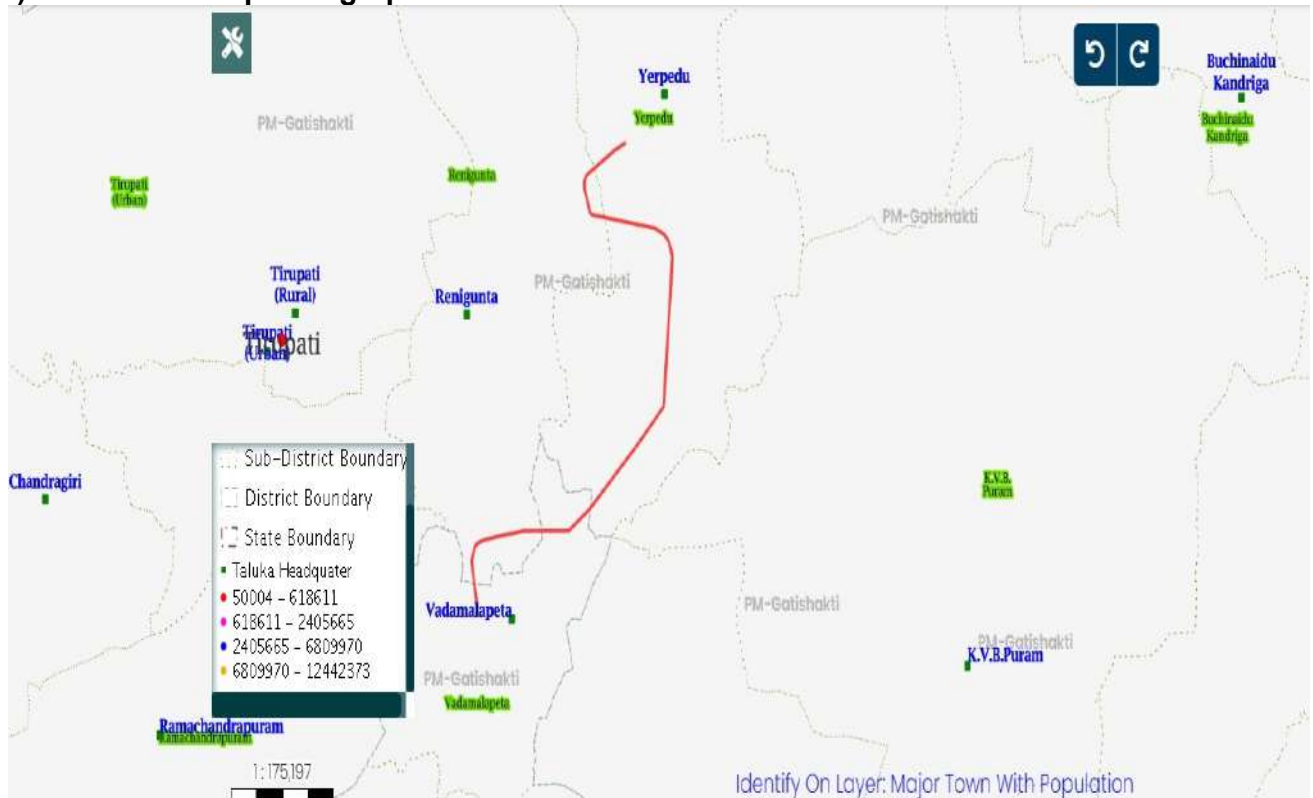 PM-Gatishakti
Yerpedu
Yerpedu
Buchinaidu
Kandriga
Buchinaidu
Kandriga
Tirupati
(Urban)
Renigunta
PM-Gatishakti
Tirupati
(Rural)
PM-Gatishakti
Renigunta
Tirupati
(Urban)
Tirupati
Chandragiri
Sub-District Boundary
District Boundary
State Boundary
Taluka Headquater
50004 - 618611
618611 - 2405665
2405665 - 6809970
6809970 - 12442373
K.V.B.
Puram
Vadamalapeta
PM-Gatishakti
PM-Gatishakti
K.V.B.Puram
PM-Gatishakti
Vadamalapeta
Ramachandrapuram
Ramachandrapuram
1:175,197
Identify On Layer: Major Town With Population